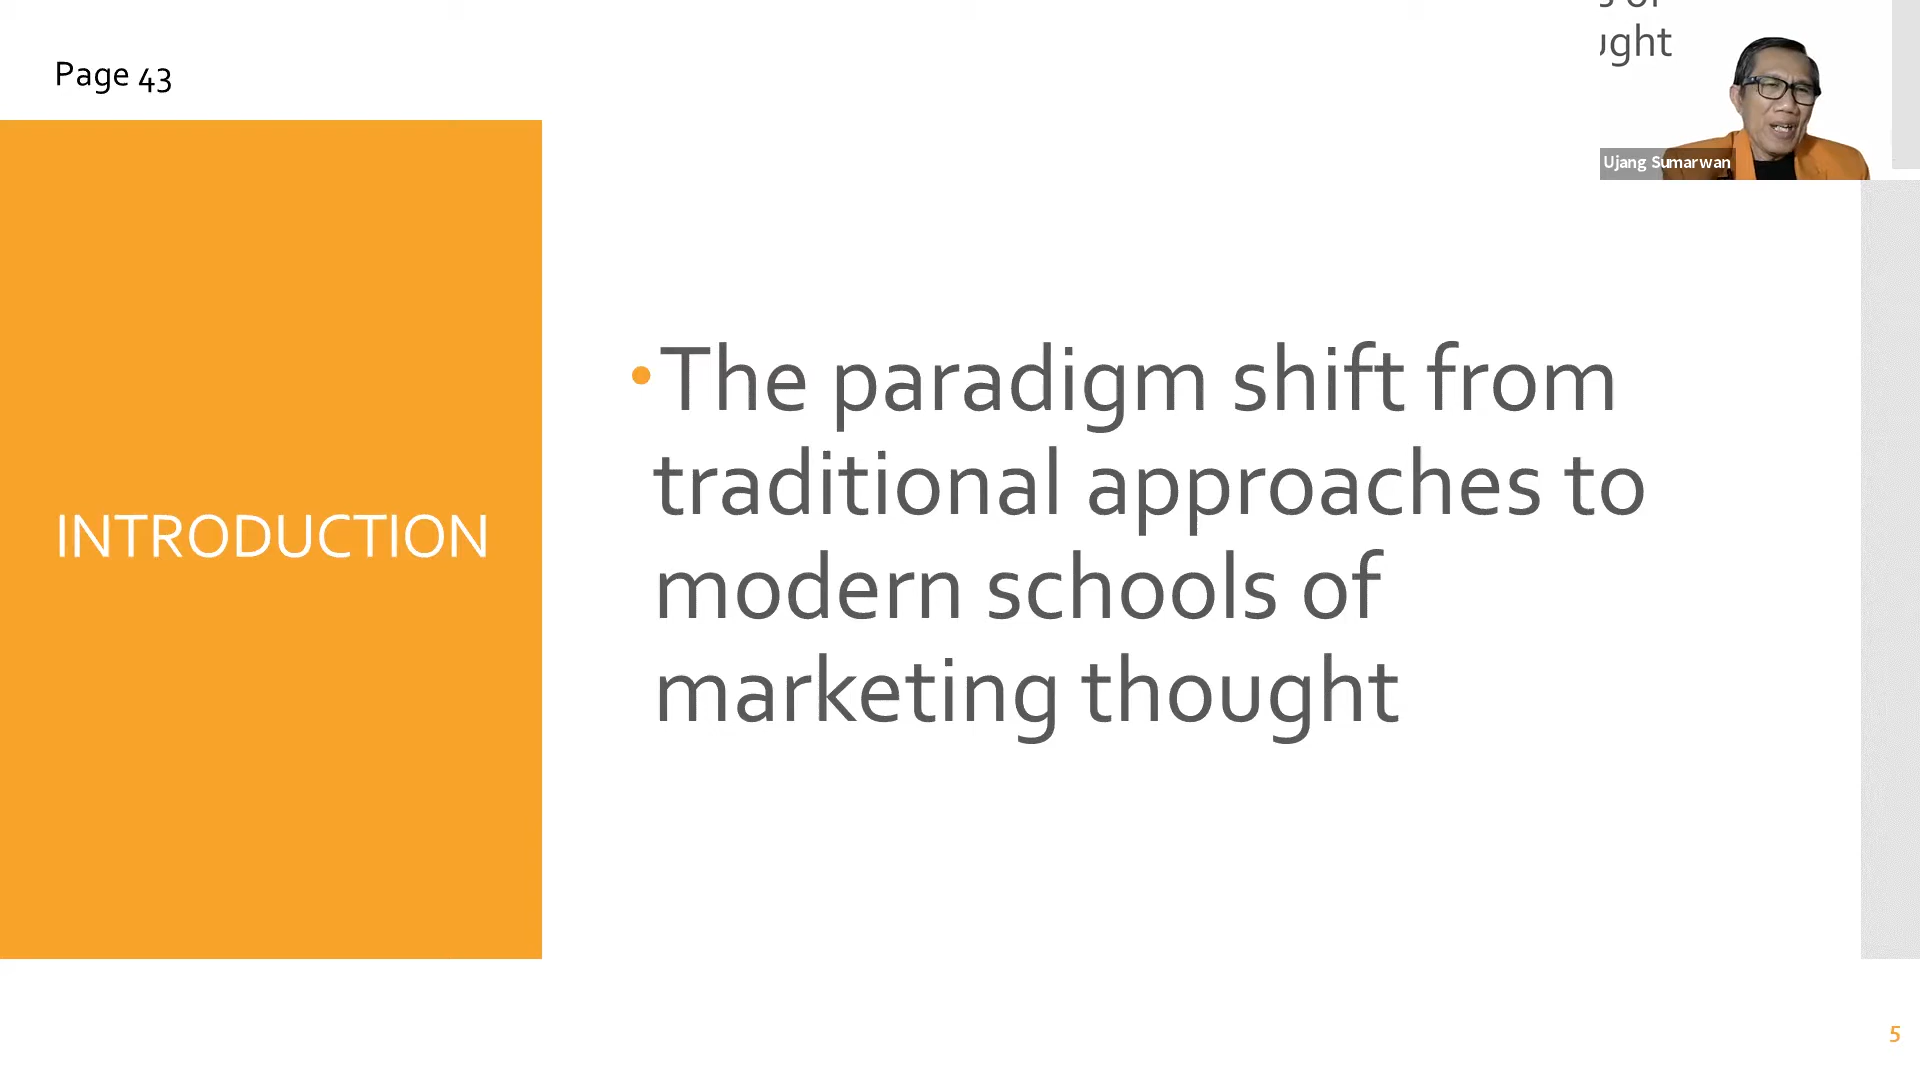 Page 43
ught
Ujang Sumarwan
INTRODUCTION
•The paradigm shift from
traditional approaches to
modern schools of
marketing thought
5